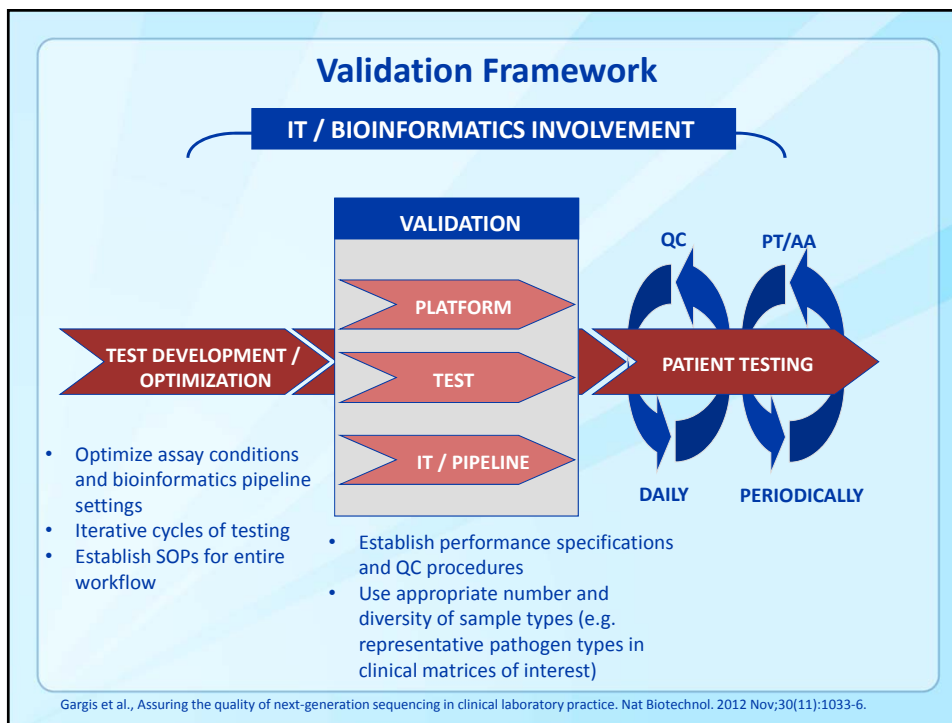 Validation Framework
IT / BIOINFORMATICS INVOLVEMENT
VALIDATION
PLATFORM
TEST
IT / PIPELINE
TEST DEVELOPMENT /
OPTIMIZATION
QC
PT/AA
PATIENT TESTING
DAILY
PERIODICALLY
• Optimize assay conditions
and bioinformatics pipeline
settings
• Iterative cycles of testing
• Establish SOPs for entire
workflow
• Establish performance specifications
and QC procedures
• Use appropriate number and
diversity of sample types (e.g.
representative pathogen types in
clinical matrices of interest)
Gargis et al., Assuring the quality of next-generation sequencing in clinical laboratory practice. Nat Biotechnol. 2012 Nov;30(11):1033-6.